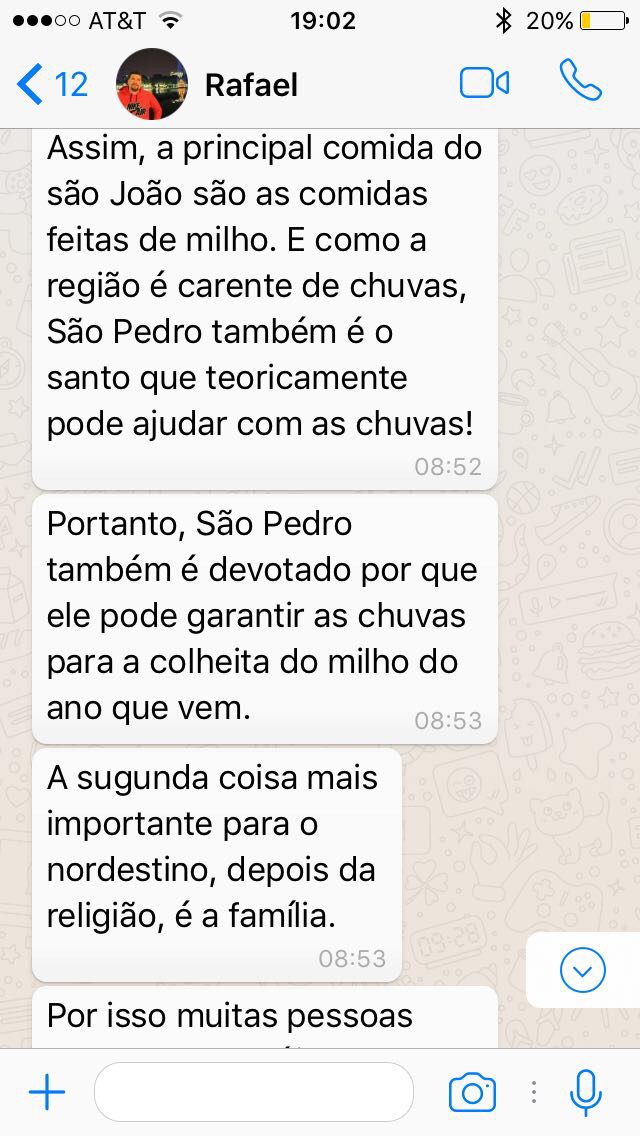 AT&T 19:02 20%
12 Rafael
Assim, a principal comida do
são João são as comidas
feitas de milho. E como a
região é carente de chuvas,
São Pedro também é o
santo que teoricamente
pode ajudar com as chuvas!
08:52
Portanto, São Pedro
também é devotado por que
ele pode garantir as chuvas
para a colheita do milho do
ano que vem.
08:53
A sugunda coisa mais
importante para o
nordestino, depois da
religião, é a família.
08:53
Por isso muitas pessoas